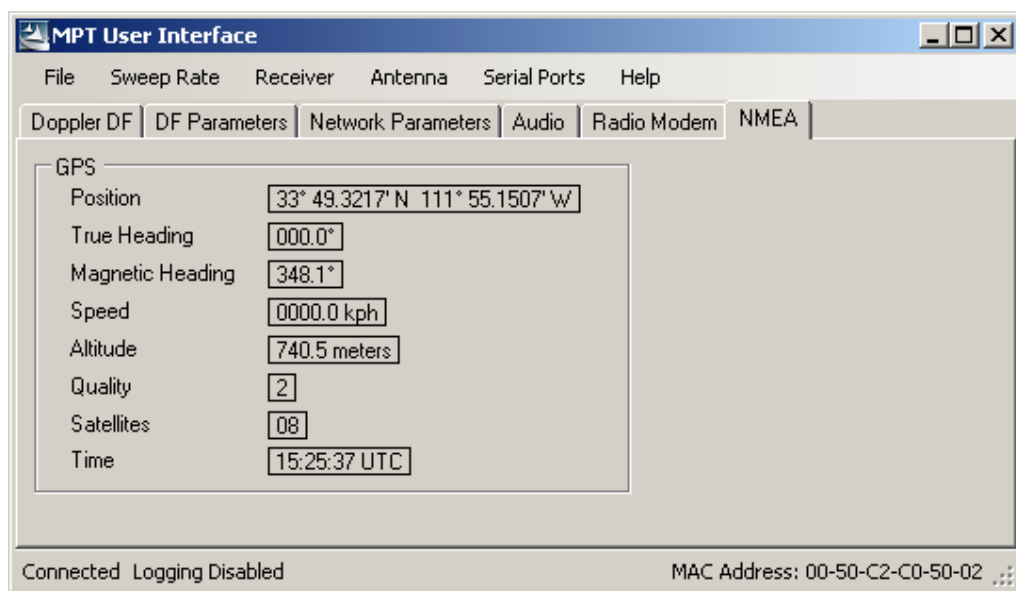 MPT User Interface
File Sweep Rate Receiver Antenna Serial Ports Help
Doppler DF DF Parameters Network Parameters Audio Radio Modem NMEA
GPS
Position 33° 49.3217' N 111° 55.1507' W
True Heading 000.0°
Magnetic Heading 348.1°
Speed 0000.0 kph
Altitude 740.5 meters
Quality 2
Satellites 08
Time 15:25:37 UTC
Connected Logging Disabled MAC Address: 00-50-C2-C0-50-02